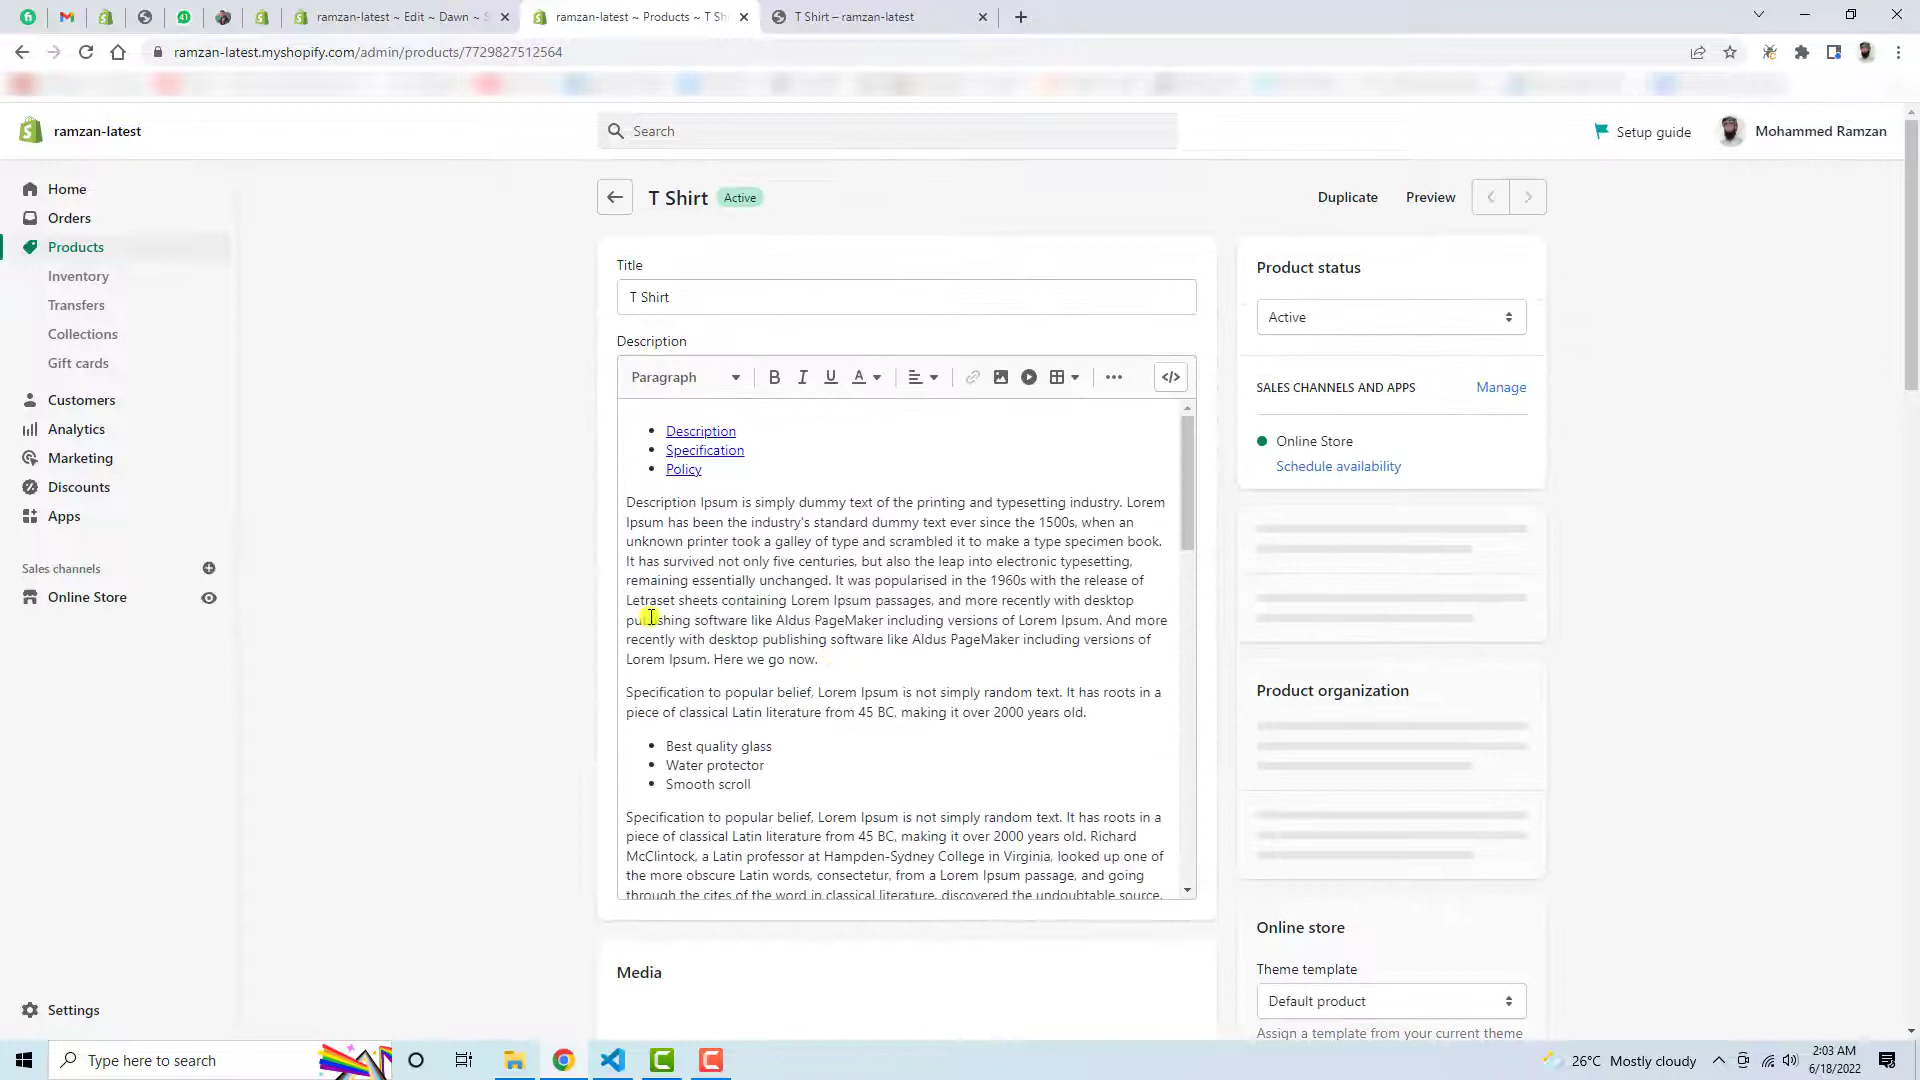 41
ramzan-latest ~ Edit ~ Dawn ~ S
ramzan-latest ~ Products ~ T Sh
T Shirt – ramzan-latest
ramzan-latest.myshopify.com/admin/products/7729827512564
ramzan-latest
Search
Setup guide
Mohammed Ramzan
Home
Orders
Products
Inventory
Transfers
Collections
Gift cards
Customers
Analytics
Marketing
Discounts
Apps
Sales channels
Online Store
Settings
T Shirt
Active
Duplicate
Preview
Title
T Shirt
Description
Paragraph
B
I
U
A
</>
Description
Specification
Policy
Description Ipsum is simply dummy text of the printing and typesetting industry. Lorem
Ipsum has been the industry's standard dummy text ever since the 1500s, when an
unknown printer took a galley of type and scrambled it to make a type specimen book.
It has survived not only five centuries, but also the leap into electronic typesetting,
remaining essentially unchanged. It was popularised in the 1960s with the release of
Letraset sheets containing Lorem Ipsum passages, and more recently with desktop
publishing software like Aldus PageMaker including versions of Lorem Ipsum. And more
recently with desktop publishing software like Aldus PageMaker including versions of
Lorem Ipsum. Here we go now.
Specification to popular belief, Lorem Ipsum is not simply random text. It has roots in a
piece of classical Latin literature from 45 BC, making it over 2000 years old.
Best quality glass
Water protector
Smooth scroll
Specification to popular belief, Lorem Ipsum is not simply random text. It has roots in a
piece of classical Latin literature from 45 BC, making it over 2000 years old. Richard
McClintock, a Latin professor at Hampden-Sydney College in Virginia, looked up one of
the more obscure Latin words, consectetur, from a Lorem Ipsum passage, and going
through the cites of the word in classical literature, discovered the undoubtable source.
Media
Product status
Active
SALES CHANNELS AND APPS
Manage
Online Store
Schedule availability
Product organization
Online store
Theme template
Default product
Assign a template from your current theme
Type here to search
26°C Mostly cloudy
2:03 AM
6/18/2022